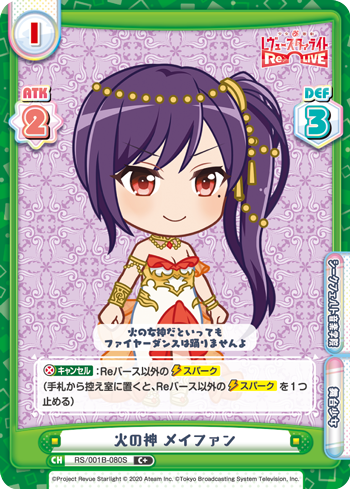 1
少女☆歌劇
レヴュースタァライト
Re LIVE
ATK
2
DEF
3
シークフェルト音楽学院
舞台少女
火の女神だといっても
ファイヤーダンスは踊りませんよ
キャンセル:Reバース以外の スパーク
(手札から控え室に置くと、Reバース以外の スパーク を1つ
止める)
火の神 メイファン
CH RS/001B-080S C+
©Project Revue Starlight © 2020 Ateam Inc. ©Tokyo Broadcasting System Television, Inc.